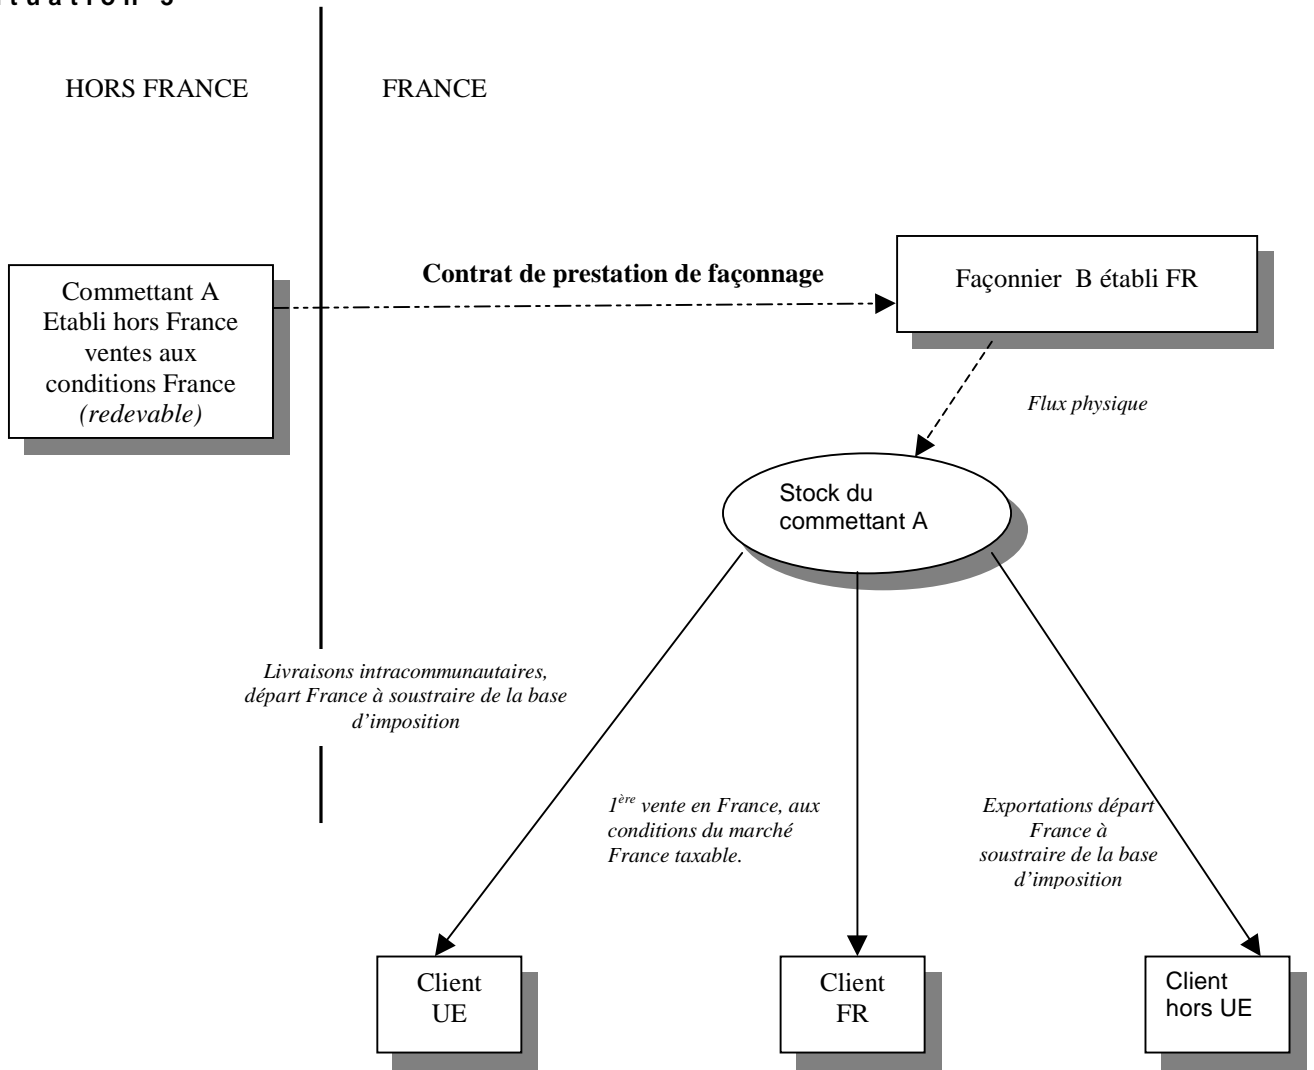 ituation 3
HORS FRANCE
FRANCE
Commettant A
Etabli hors France
ventes aux
conditions France
(redevable)
Contrat de prestation de façonnage
Façonnier B établi FR
Flux physique
Stock du
commettant A
Livraisons intracommunautaires,
départ France à soustraire de la base
d'imposition
1ère vente en France, aux
conditions du marché
France taxable.
Exportations départ
France à
soustraire de la base
d'imposition
Client
UE
Client
FR
Client
hors UE